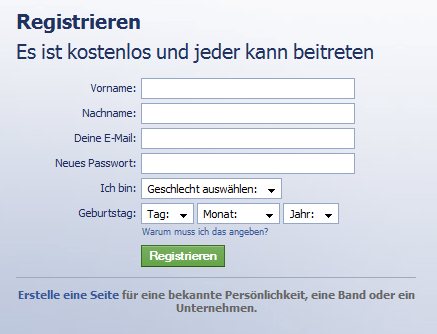 Registrieren
Es ist kostenlos und jeder kann beitreten
Vorname:
Nachname:
Deine E-Mail:
Neues Passwort:
Ich bin: Geschlecht auswählen:
Geburtstag: Tag: Monat: Jahr:
Warum muss ich das angeben?
Registrieren
Erstelle eine Seite für eine bekannte Persönlichkeit, eine Band oder ein
Unternehmen.